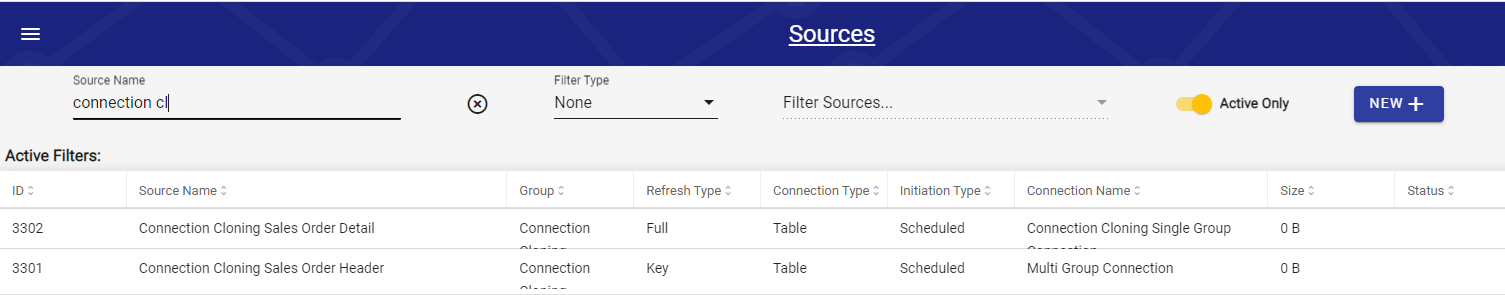 Sources
Source Name
connection cl
Filter Type
None
Filter Sources...
Active Only
NEW +
Active Filters:
ID Source Name Group Refresh Type Connection Type Initiation Type Connection Name Size Status
3302 Connection Cloning Sales Order Detail Connection Full Table Scheduled Connection Cloning Single Group 0 B
Cloning Connection
3301 Connection Cloning Sales Order Header Connection Key Table Scheduled Multi Group Connection 0 B
Cloning